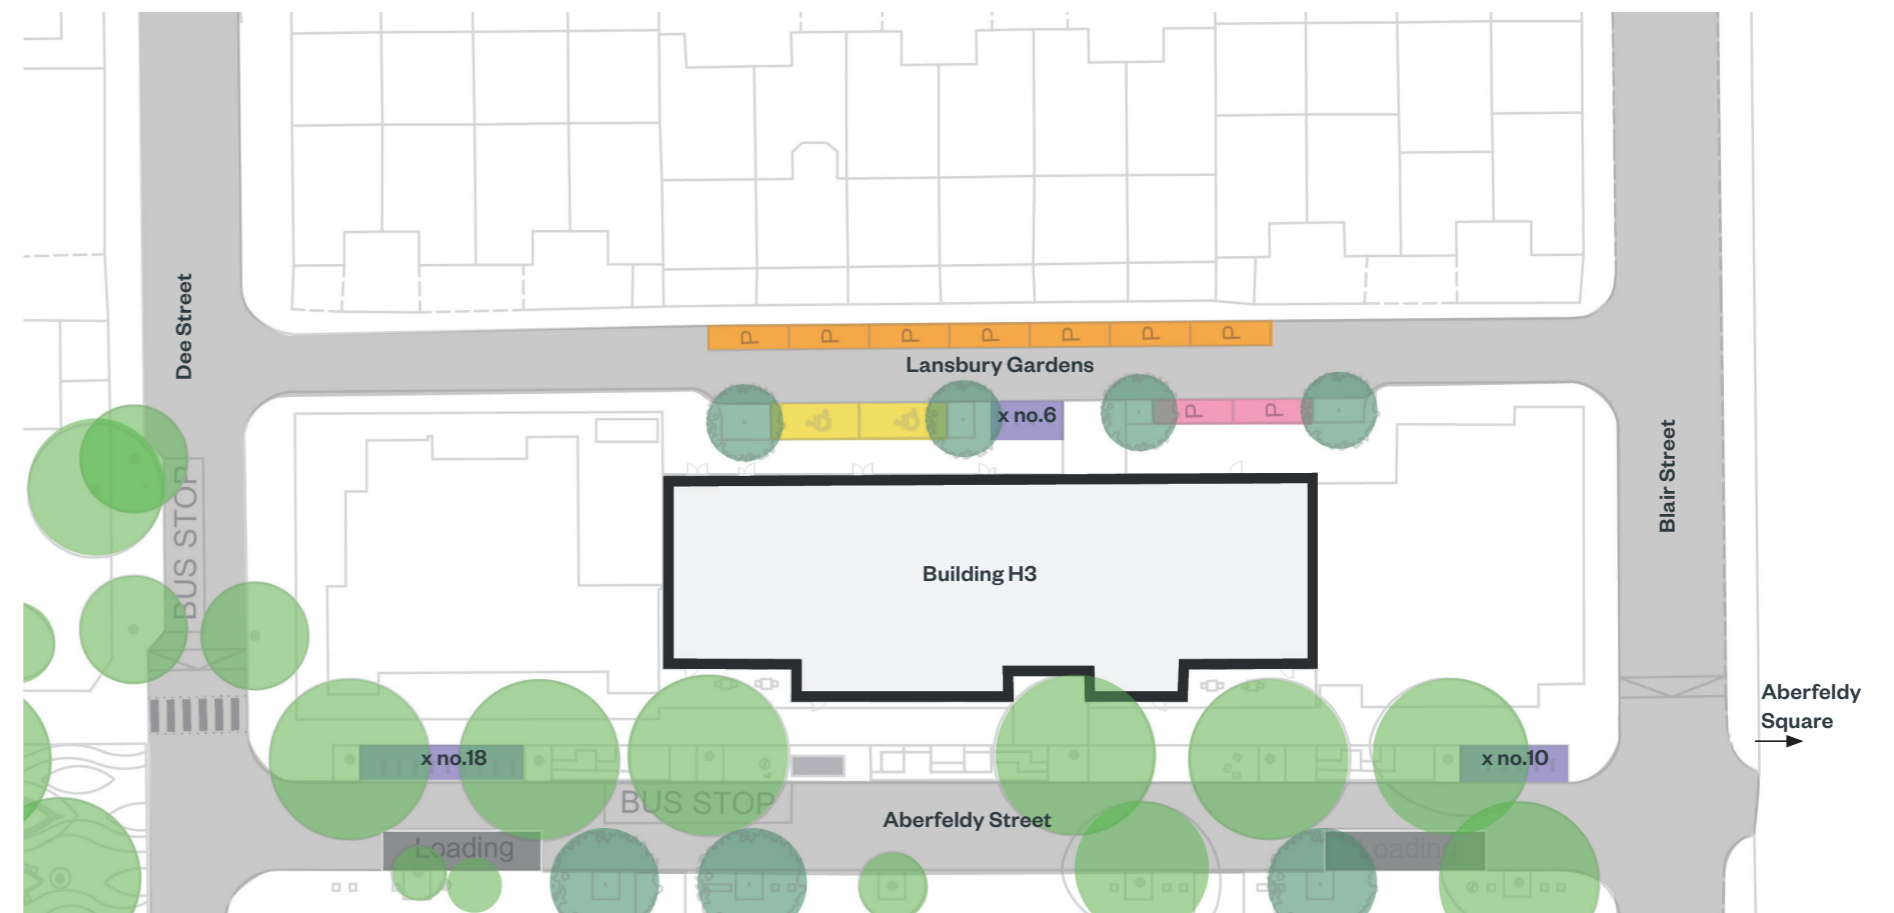 P P P P P P P
Lansbury Gardens
Dee Street
x no.6
P P
BUS STOP
Blair Street
Building H3
Aberfeldy
Square
x no.18
x no.10
BUS STOP
Aberfeldy Street
Loading
Loading